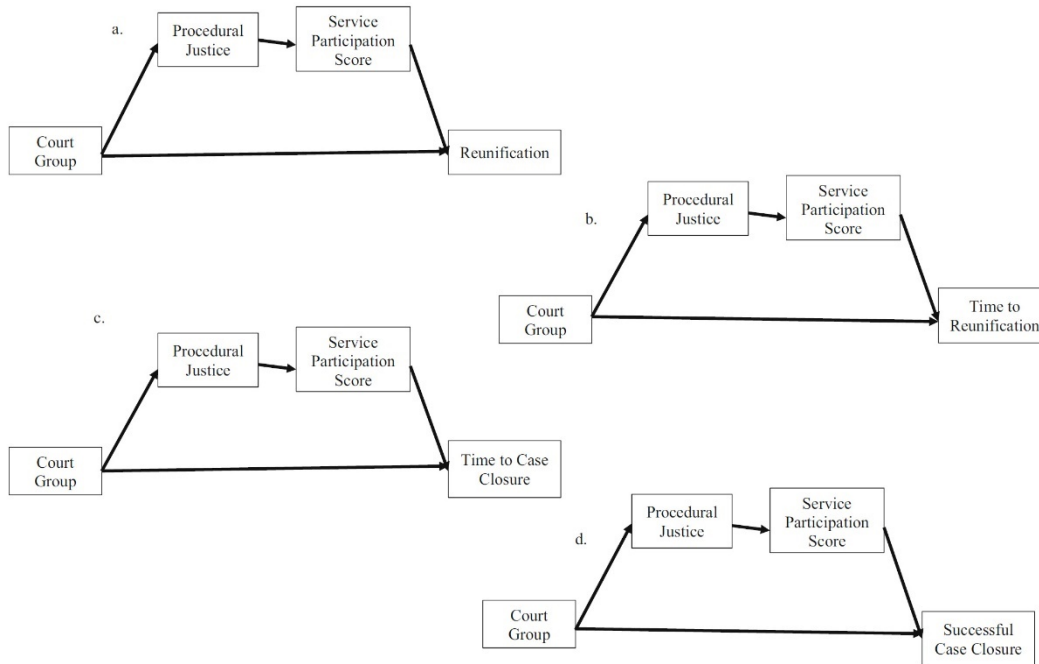 a.
Procedural
Justice
Service
Participation
Score
Court
Group
Reunification
b.
Procedural
Justice
Service
Participation
Score
Court
Group
Time to
Reunification
c.
Procedural
Justice
Service
Participation
Score
Court
Group
Time to Case
Closure
d.
Procedural
Justice
Service
Participation
Score
Court
Group
Successful
Case Closure